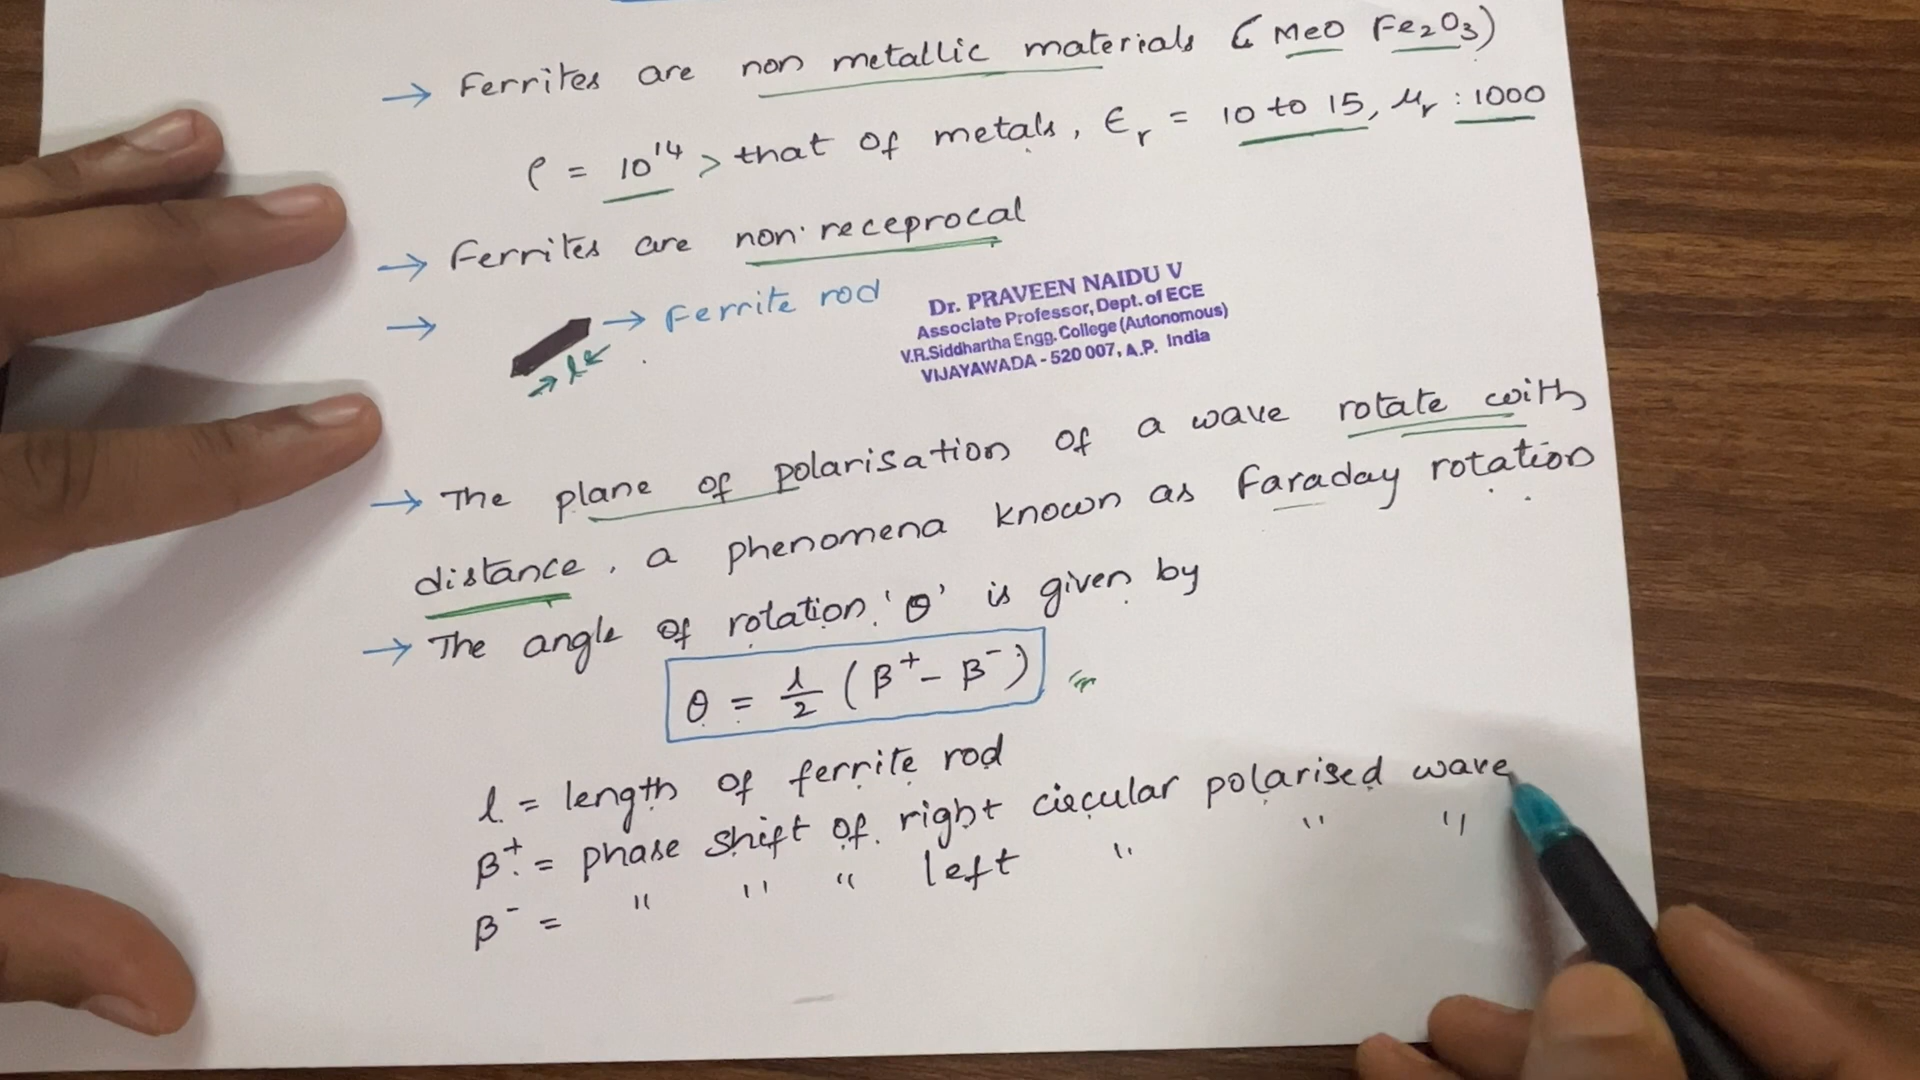 → Ferrites are non metallic materials ( MeO Fe₂O₃)
ρ = 10¹⁴ > that of metals, ϵᵣ = 10 to 15, μᵣ : 1000
→ Ferrites are non receprocal
→ → Ferrite rod
→ l ←
Dr. PRAVEEN NAIDU V
Associate Professor, Dept. of ECE
V.R.Siddhartha Engg. College (Autonomous)
VIJAYAWADA - 520 007, A.P. India
→ The plane of polarisation of a wave rotate with
distance, a phenomena known as Faraday rotation
→ The angle of rotation 'θ' is given by
θ = l/2 (β⁺ - β⁻)
l = length of ferrite rod
β⁺ = phase shift of right circular polarised wave
β⁻ = " " " left " " "